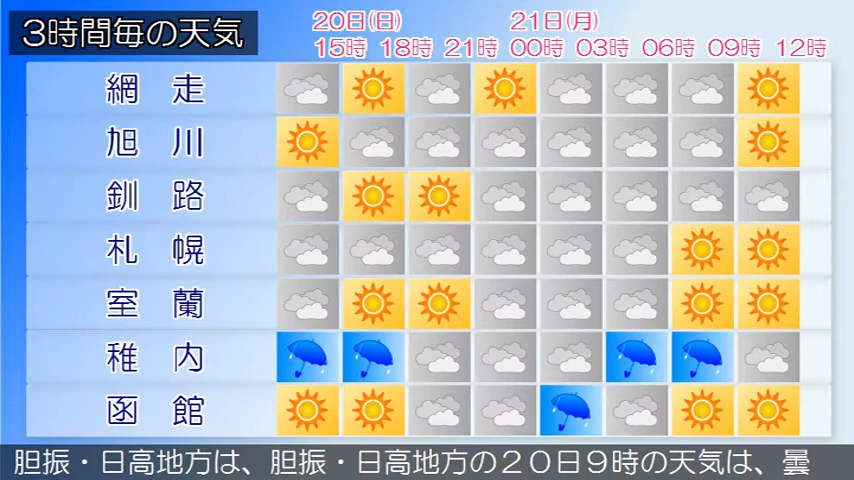 3時間毎の天気
20日(日) 21日(月)
15時 18時 21時 00時 03時 06時 09時 12時
網走
旭川
釧路
札幌
室蘭
稚内
函館
胆振・日高地方は、胆振・日高地方の20日9時の天気は、曇